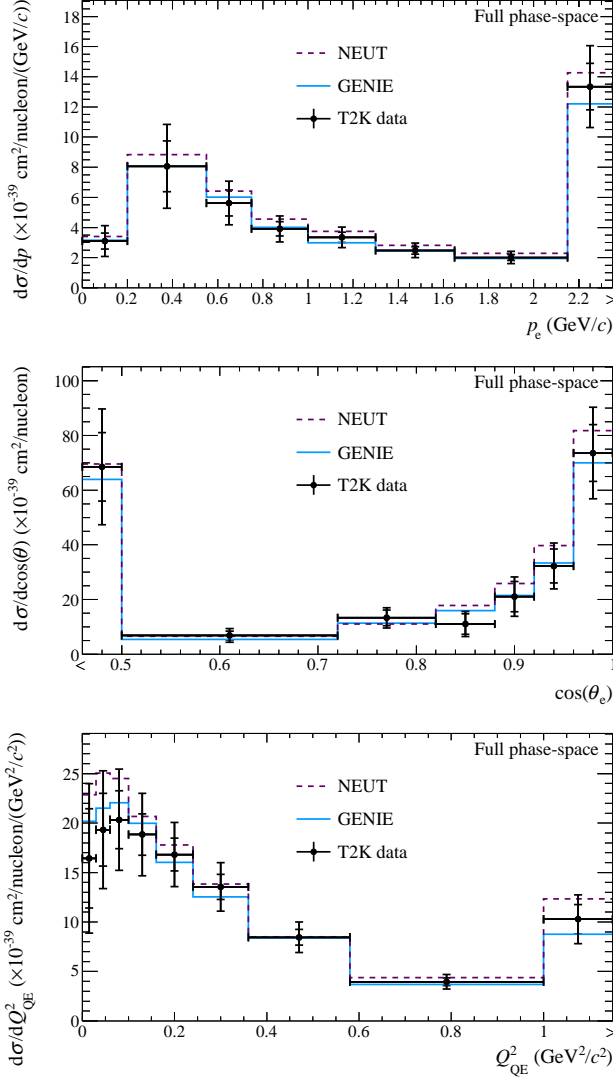 dσ/dp (×10⁻³⁹ cm²/nucleon/(GeV/c))
18
16
14
12
10
8
6
4
2
0
Full phase-space
NEUT
GENIE
T2K data
0 0.2 0.4 0.6 0.8 1 1.2 1.4 1.6 1.8 2 2.2 >
pₑ (GeV/c)
dσ/dcos(θ) (×10⁻³⁹ cm²/nucleon)
100
80
60
40
20
0
Full phase-space
NEUT
GENIE
T2K data
< 0.5 0.6 0.7 0.8 0.9 1
cos(θₑ)
dσ/dQ²QE (×10⁻³⁹ cm²/nucleon/(GeV²/c²))
25
20
15
10
5
0
Full phase-space
NEUT
GENIE
T2K data
0 0.2 0.4 0.6 0.8 1 >
Q²QE (GeV²/c²)